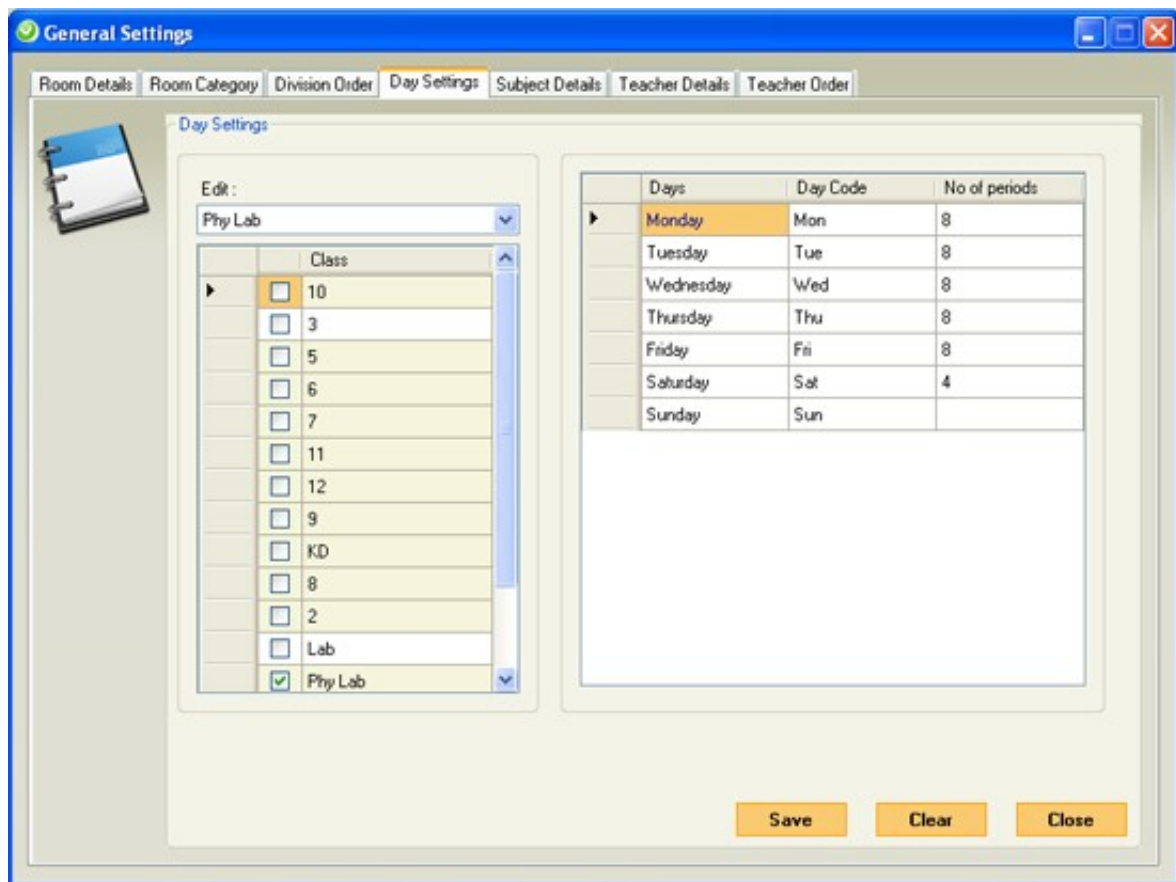 General Settings
Room Details Room Category Division Order Day Settings Subject Details Teacher Details Teacher Order
Day Settings
Edit :
Phy Lab
Class
10
3
5
6
7
11
12
9
KD
8
2
Lab
Phy Lab
Days Day Code No of periods
Monday Mon 8
Tuesday Tue 8
Wednesday Wed 8
Thursday Thu 8
Friday Fri 8
Saturday Sat 4
Sunday Sun
Save Clear Close